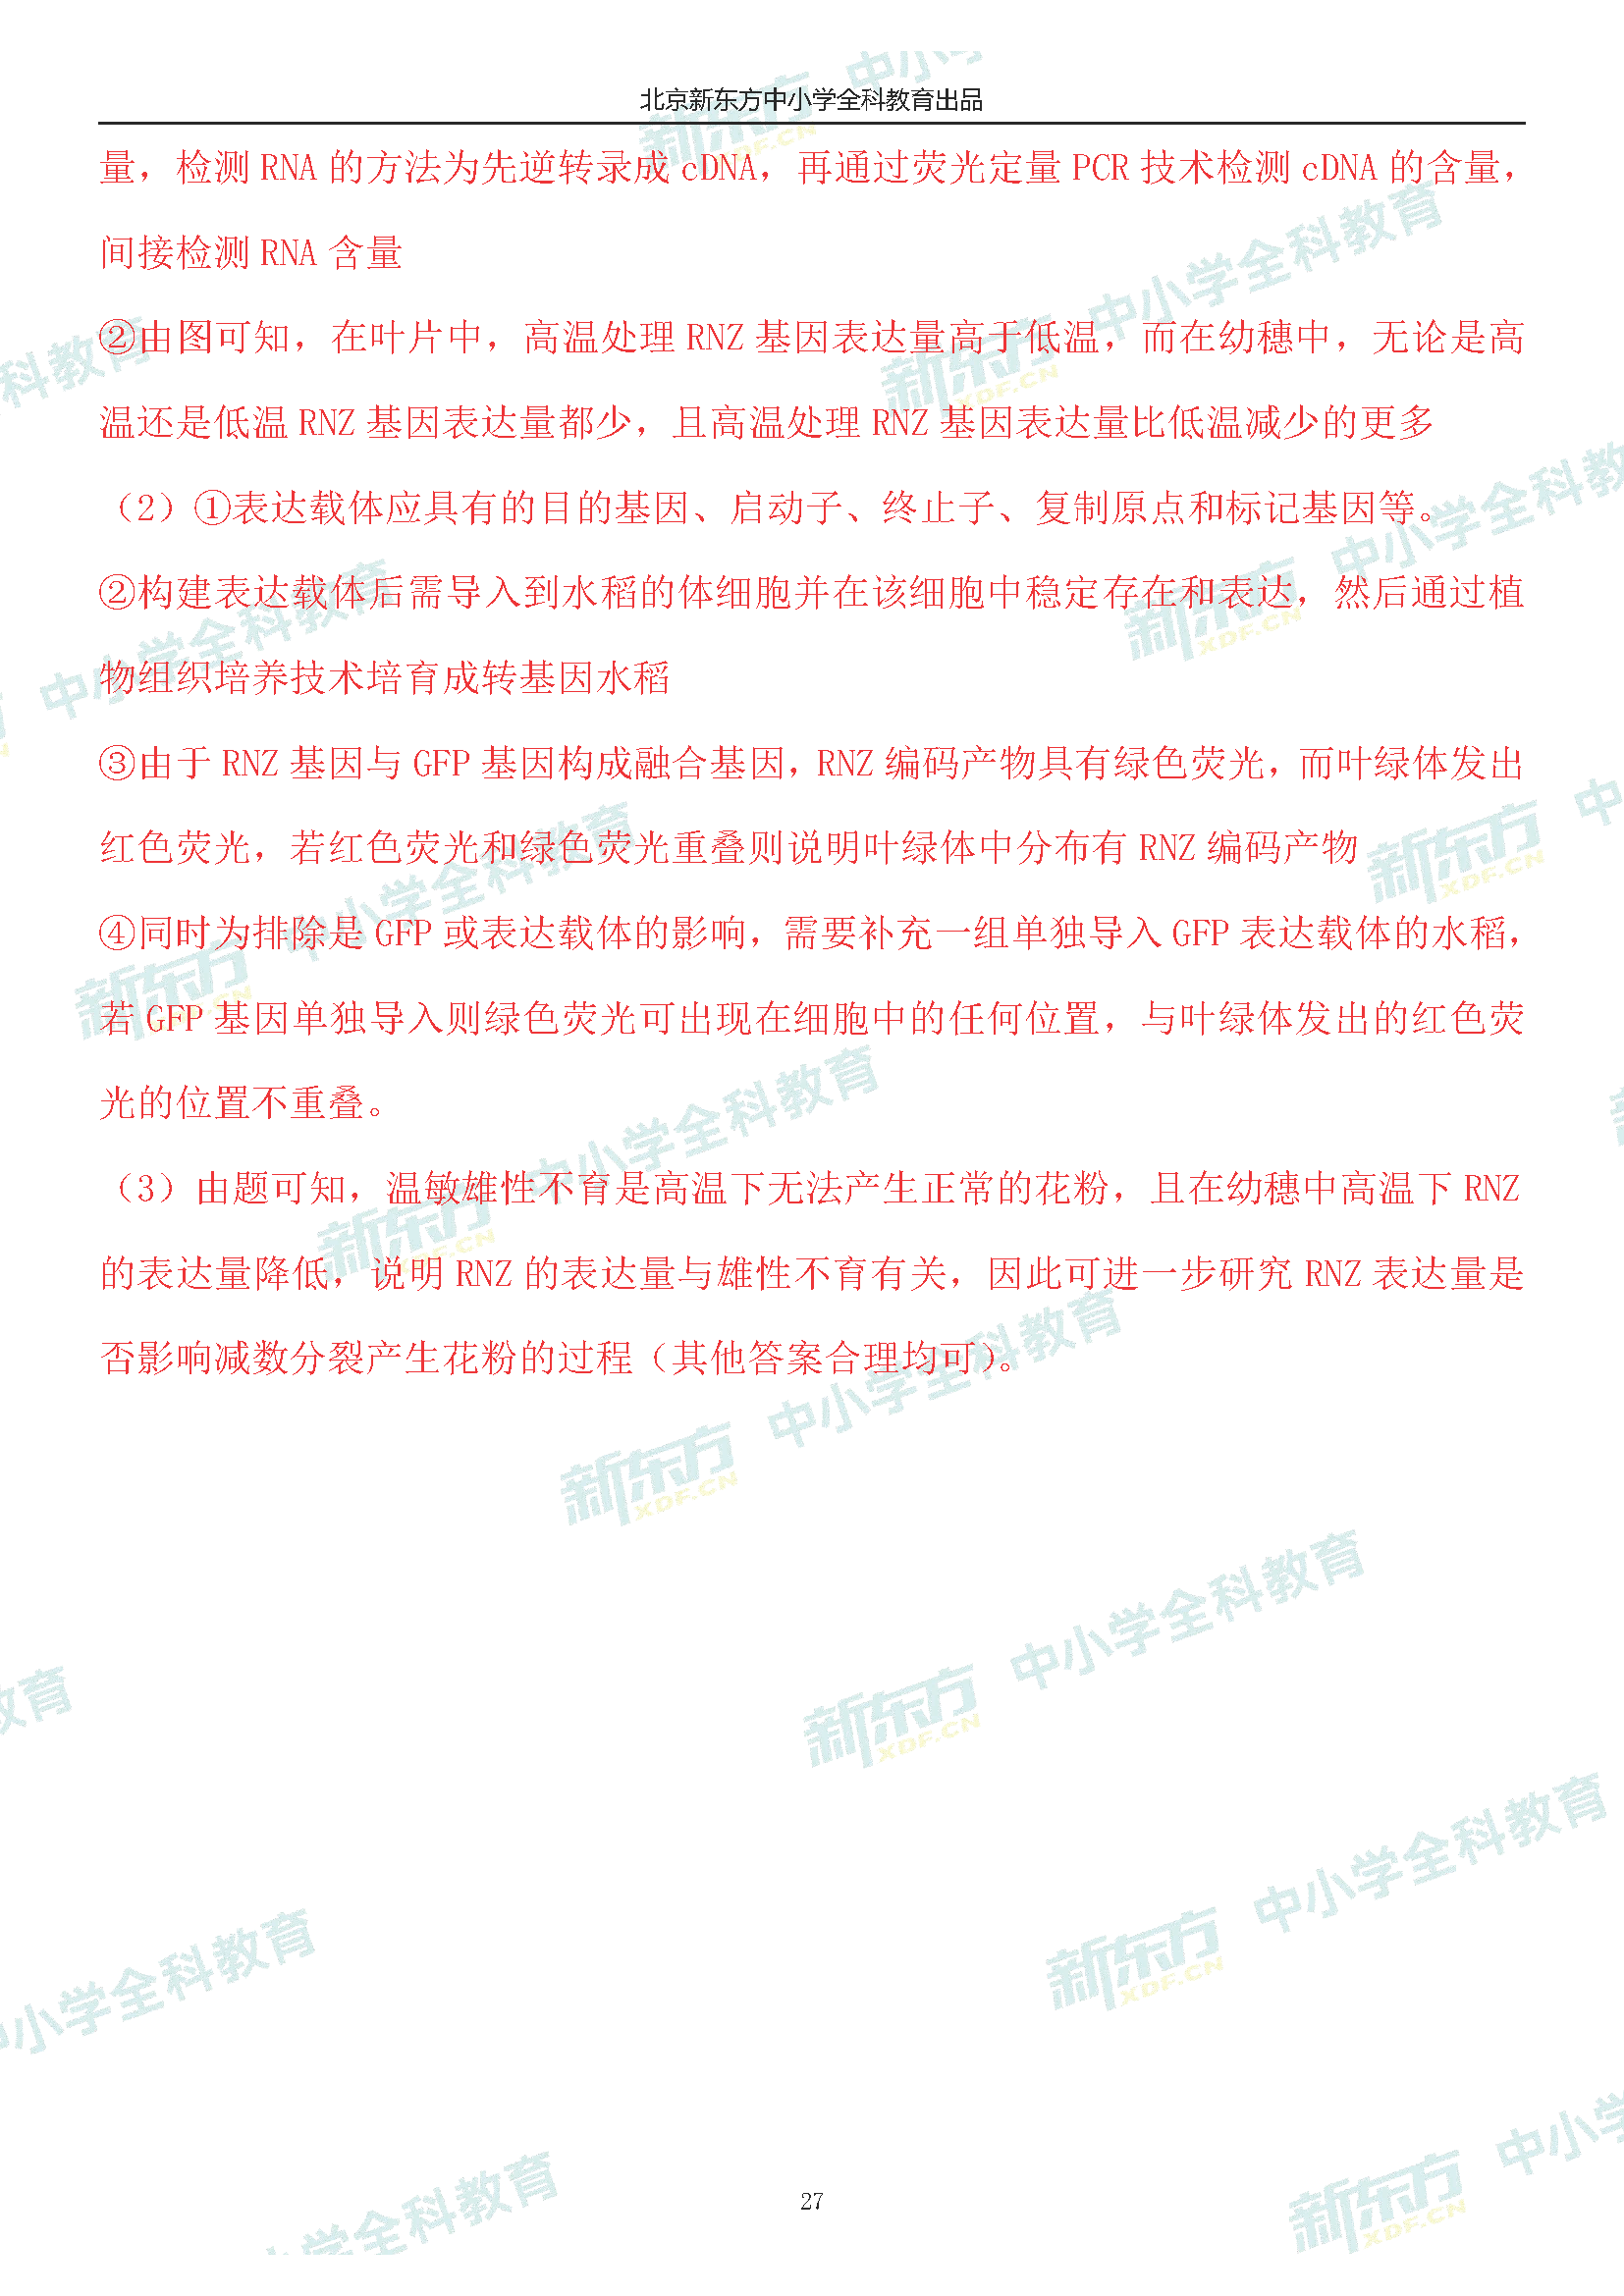 北京新东方中小学全科教育出品
量，检测 RNA 的方法为先逆转录成 cDNA，再通过荧光定量 PCR 技术检测 cDNA 的含量，
间接检测 RNA 含量
②由图可知，在叶片中，高温处理 RNZ 基因表达量高于低温，而在幼穗中，无论是高
温还是低温 RNZ 基因表达量都少，且高温处理 RNZ 基因表达量比低温减少的更多
（2）①表达载体应具有的目的基因、启动子、终止子、复制原点和标记基因等。
②构建表达载体后需导入到水稻的体细胞并在该细胞中稳定存在和表达，然后通过植
物组织培养技术培育成转基因水稻
③由于 RNZ 基因与 GFP 基因构成融合基因，RNZ 编码产物具有绿色荧光，而叶绿体发出
红色荧光，若红色荧光和绿色荧光重叠则说明叶绿体中分布有 RNZ 编码产物
④同时为排除是 GFP 或表达载体的影响，需要补充一组单独导入 GFP 表达载体的水稻，
若 GFP 基因单独导入则绿色荧光可出现在细胞中的任何位置，与叶绿体发出的红色荧
光的位置不重叠。
（3）由题可知，温敏雄性不育是高温下无法产生正常的花粉，且在幼穗中高温下 RNZ
的表达量降低，说明 RNZ 的表达量与雄性不育有关，因此可进一步研究 RNZ 表达量是
否影响减数分裂产生花粉的过程（其他答案合理均可）。
新东方 XDF.CN 中小学全科教育
27